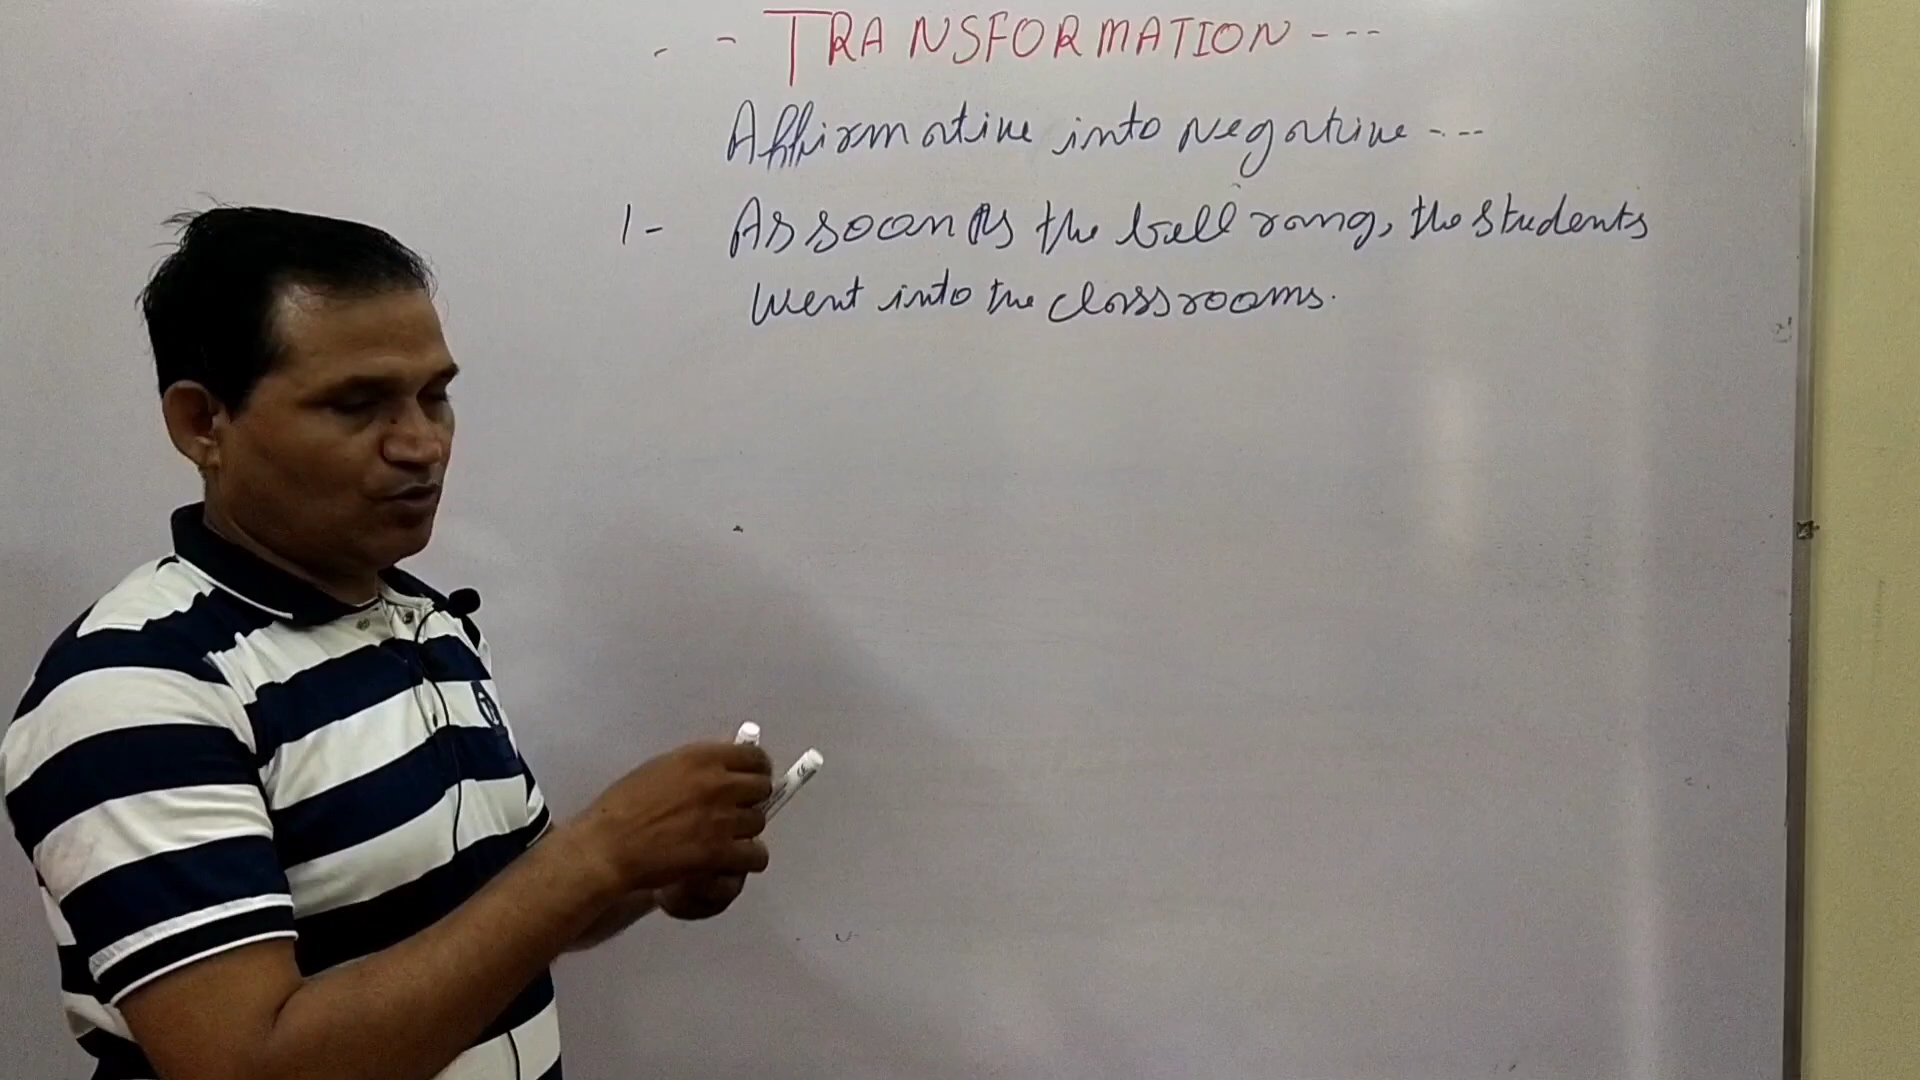 - - TRANSFORMATION ---
Affirmative into Negative ---
1- As soon As the bell rang, the students
went into the classrooms.